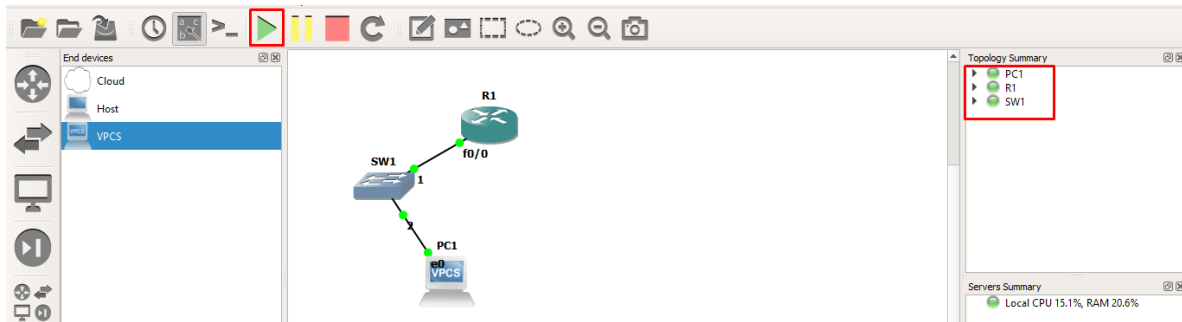 End devices
Cloud
Host
VPCS
R1
f0/0
SW1
1
2
PC1
e0
VPCS
Topology Summary
PC1
R1
SW1
Servers Summary
Local CPU 15.1%, RAM 20.6%